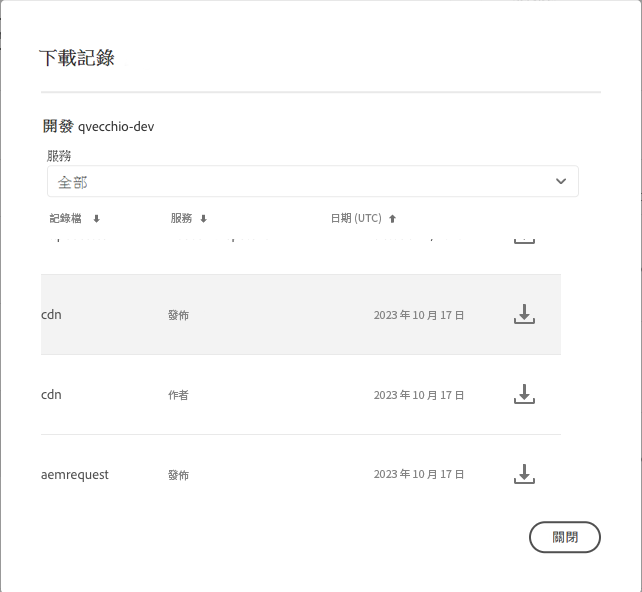 下載記錄
開發 qvecchio-dev
服務
全部
記錄檔 服務 日期 (UTC)
cdn 發佈 2023 年 10 月 17 日
cdn 作者 2023 年 10 月 17 日
aemrequest 發佈 2023 年 10 月 17 日
關閉